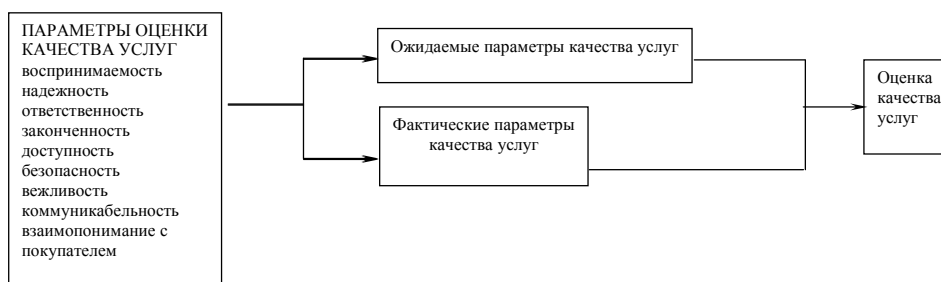 ПАРАМЕТРЫ ОЦЕНКИ
КАЧЕСТВА УСЛУГ
воспринимаемость
надежность
ответственность
законченность
доступность
безопасность
вежливость
коммуникабельность
взаимопонимание с
покупателем
Ожидаемые параметры качества услуг
Фактические параметры
качества услуг
Оценка
качества
услуг